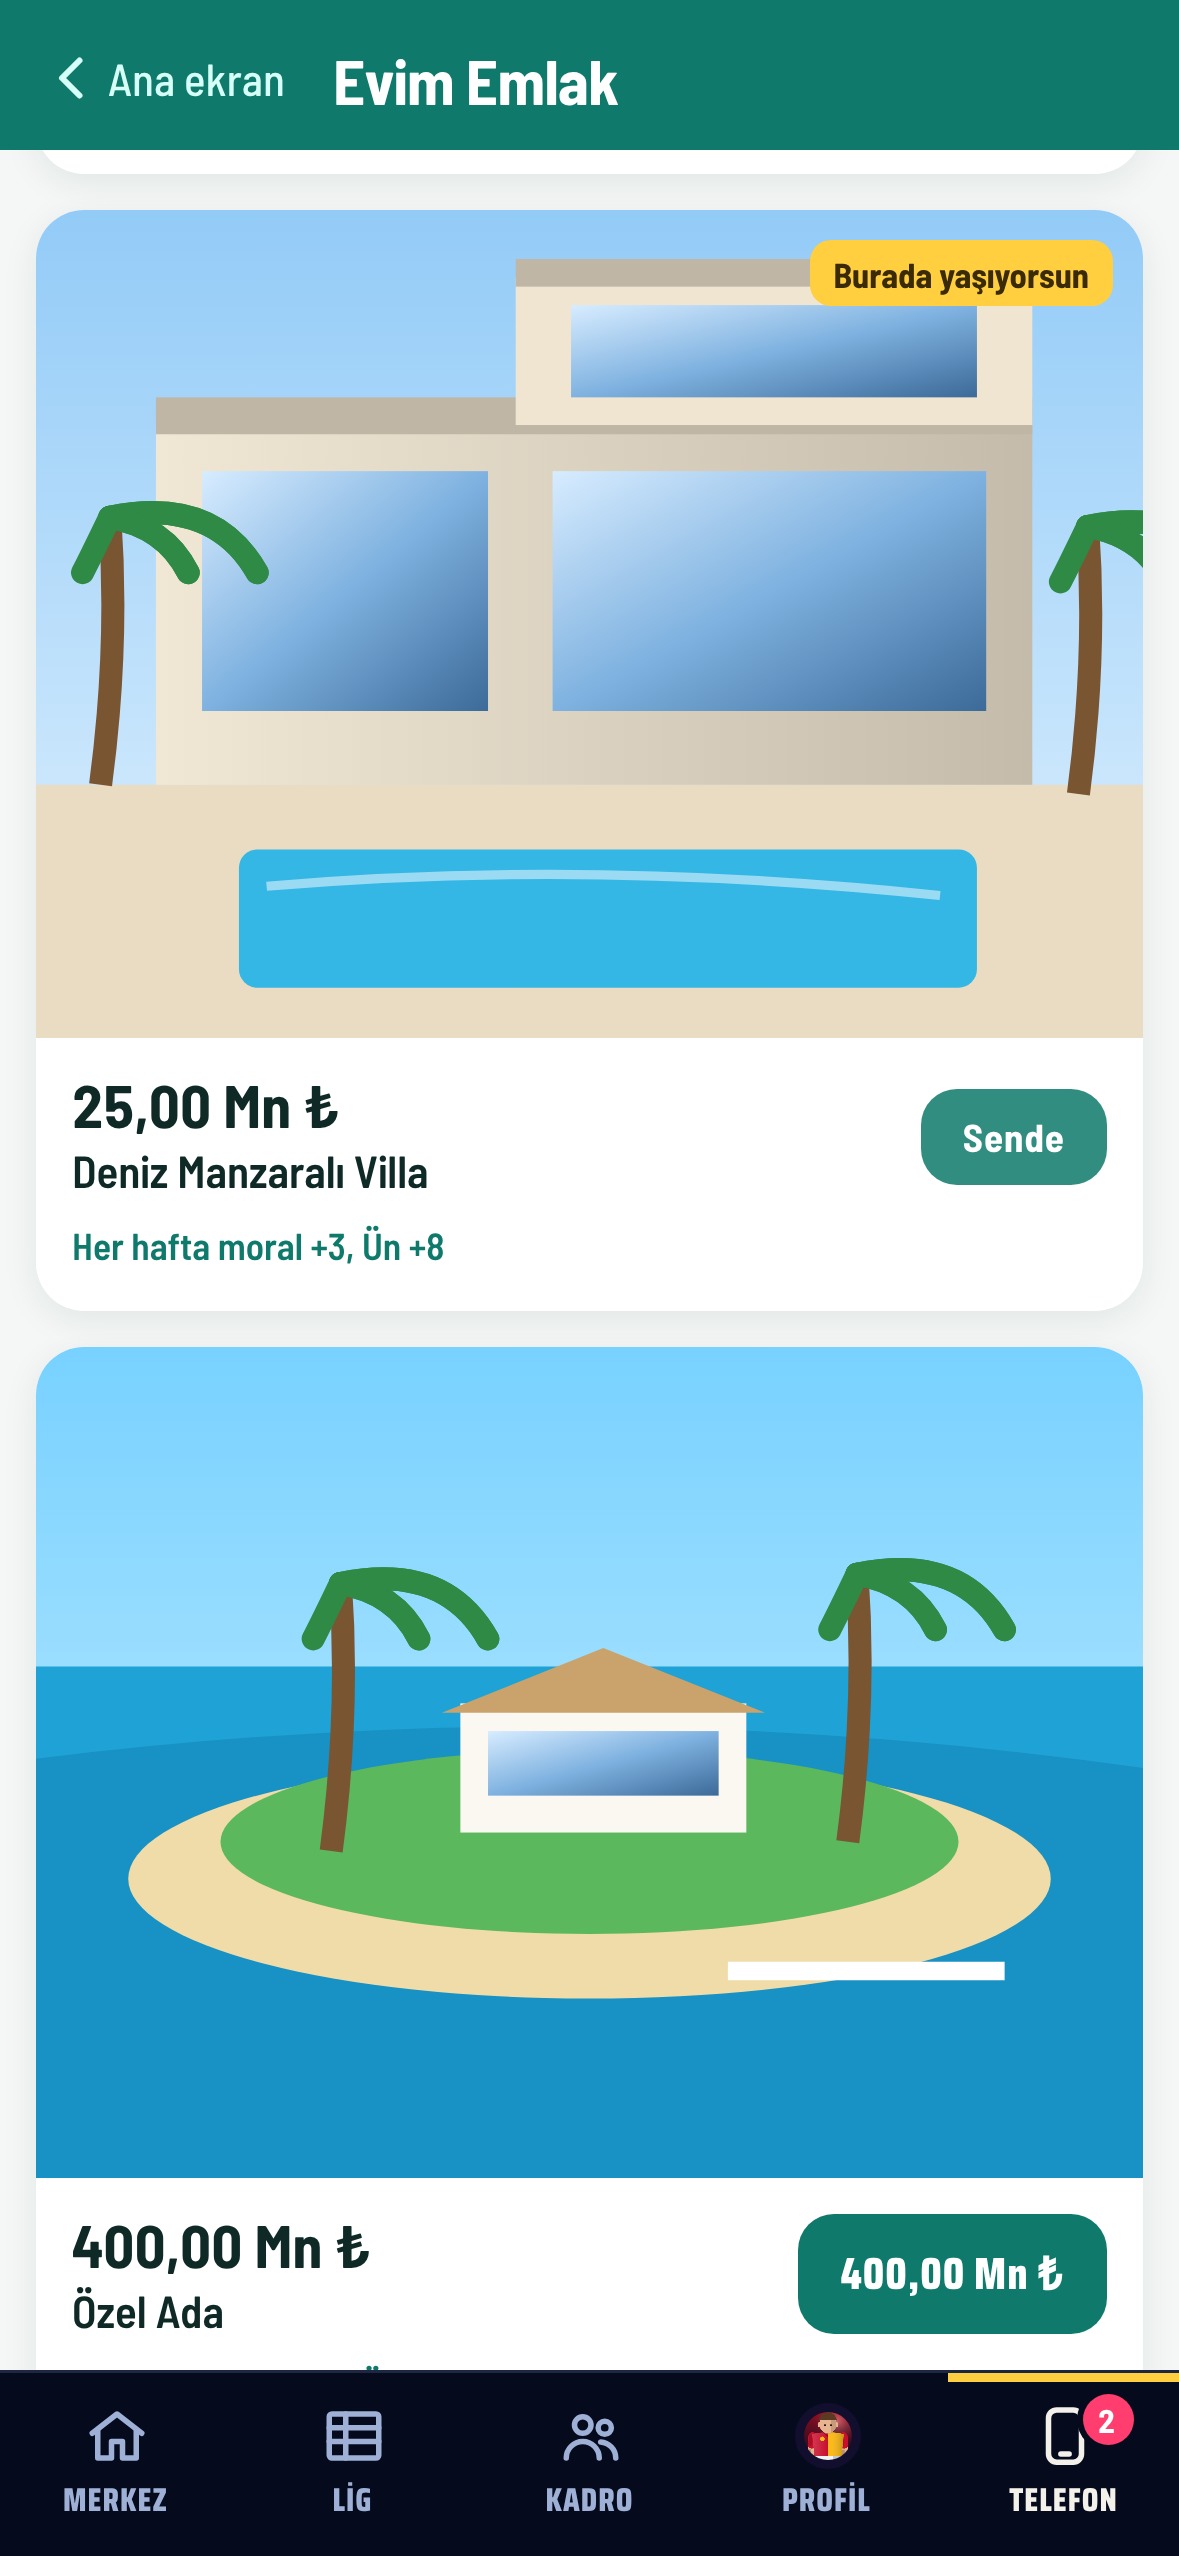 Ana ekran
Evim Emlak
Burada yaşıyorsun
25,00 Mn ₺
Deniz Manzaralı Villa
Sende
Her hafta moral +3, Ün +8
400,00 Mn ₺
Özel Ada
400,00 Mn ₺
2
MERKEZ
LİG
KADRO
PROFİL
TELEFON